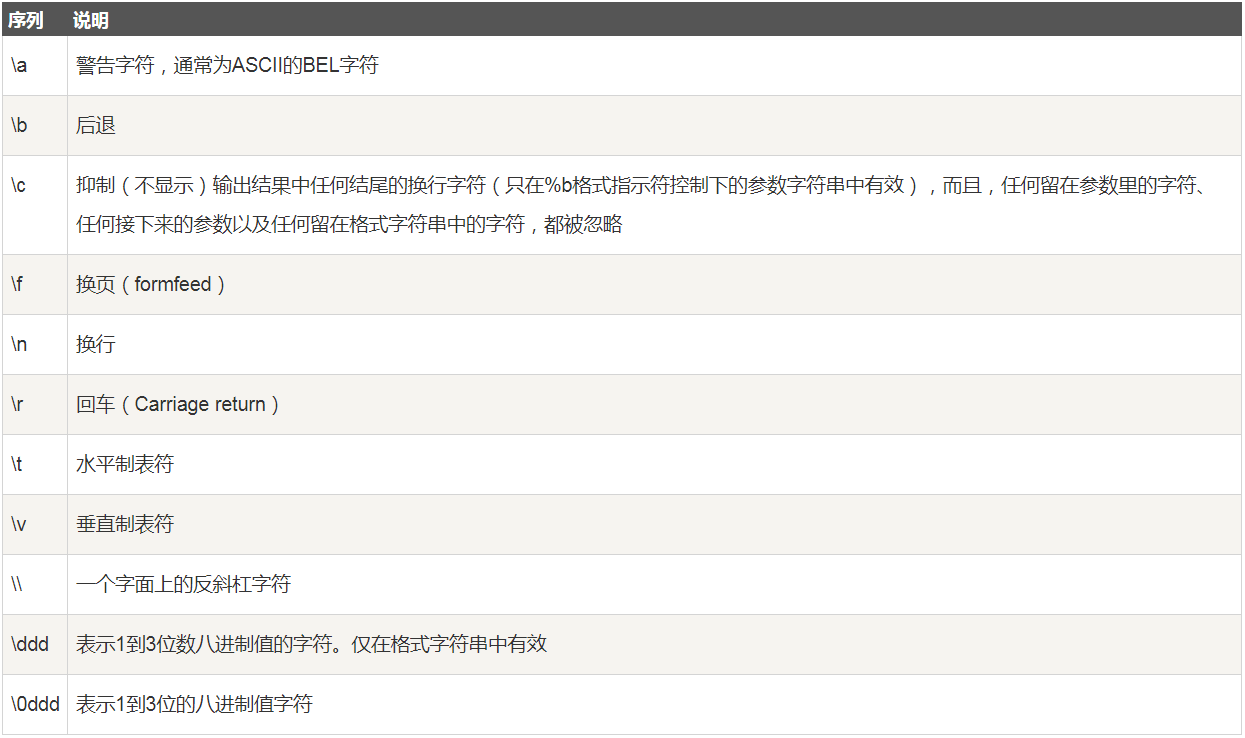 序列 说明
\a 警告字符，通常为ASCII的BEL字符
\b 后退
\c 抑制（不显示）输出结果中任何结尾的换行字符（只在%b格式指示符控制下的参数字符串中有效），而且，任何留在参数里的字符、
任何接下来的参数以及任何留在格式字符串中的字符，都被忽略
\f 换页（formfeed）
\n 换行
\r 回车（Carriage return）
\t 水平制表符
\v 垂直制表符
\\ 一个字面上的反斜杠字符
\ddd 表示1到3位数八进制值的字符。仅在格式字符串中有效
\0ddd 表示1到3位的八进制值字符